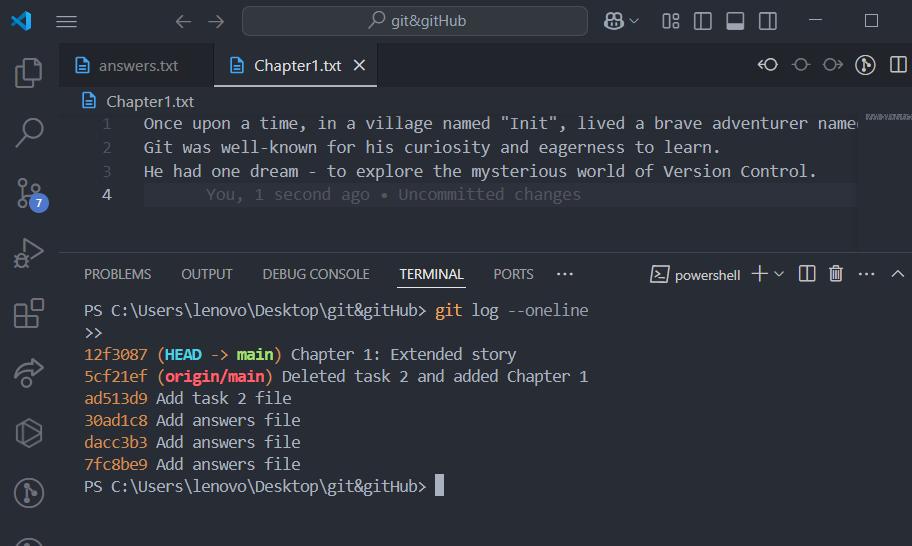 git&gitHub
answers.txt
Chapter1.txt
Chapter1.txt
1 Once upon a time, in a village named "Init", lived a brave adventurer name
2 Git was well-known for his curiosity and eagerness to learn.
3 He had one dream - to explore the mysterious world of Version Control.
4 You, 1 second ago • Uncommitted changes
7
PROBLEMS OUTPUT DEBUG CONSOLE TERMINAL PORTS ··· powershell
PS C:\Users\lenovo\Desktop\git&gitHub> git log --oneline
>>
12f3087 (HEAD -> main) Chapter 1: Extended story
5cf21ef (origin/main) Deleted task 2 and added Chapter 1
ad513d9 Add task 2 file
30ad1c8 Add answers file
dacc3b3 Add answers file
7fc8be9 Add answers file
PS C:\Users\lenovo\Desktop\git&gitHub>